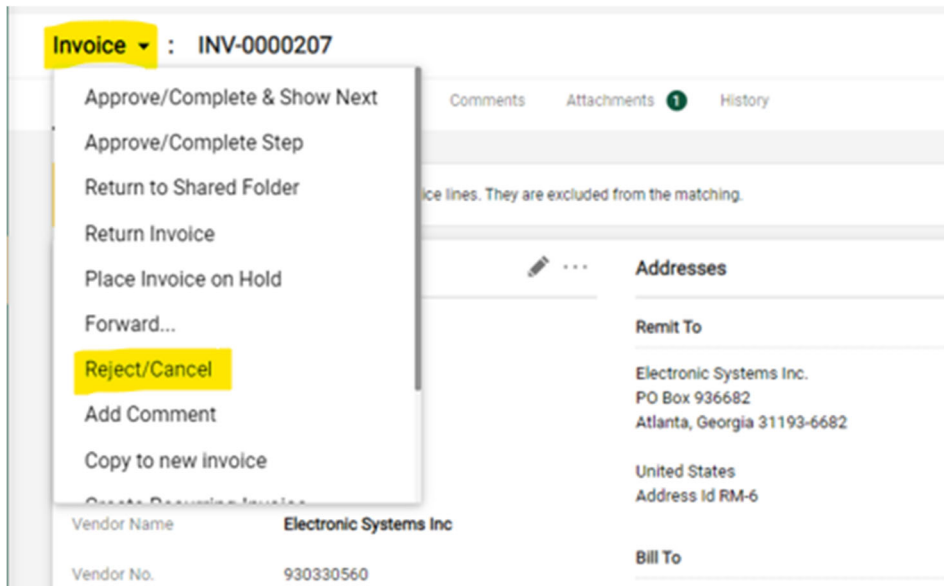 Invoice : INV-0000207
Approve/Complete & Show Next
Comments Attachments 1 History
Approve/Complete Step
Return to Shared Folder
ice lines. They are excluded from the matching.
Return Invoice
Place Invoice on Hold
Forward...
Reject/Cancel
Add Comment
Copy to new invoice
Create Recurring Invoice
Addresses
Remit To
Electronic Systems Inc.
PO Box 936682
Atlanta, Georgia 31193-6682
United States
Address Id RM-6
Vendor Name Electronic Systems Inc
Bill To
Vendor No. 930330560